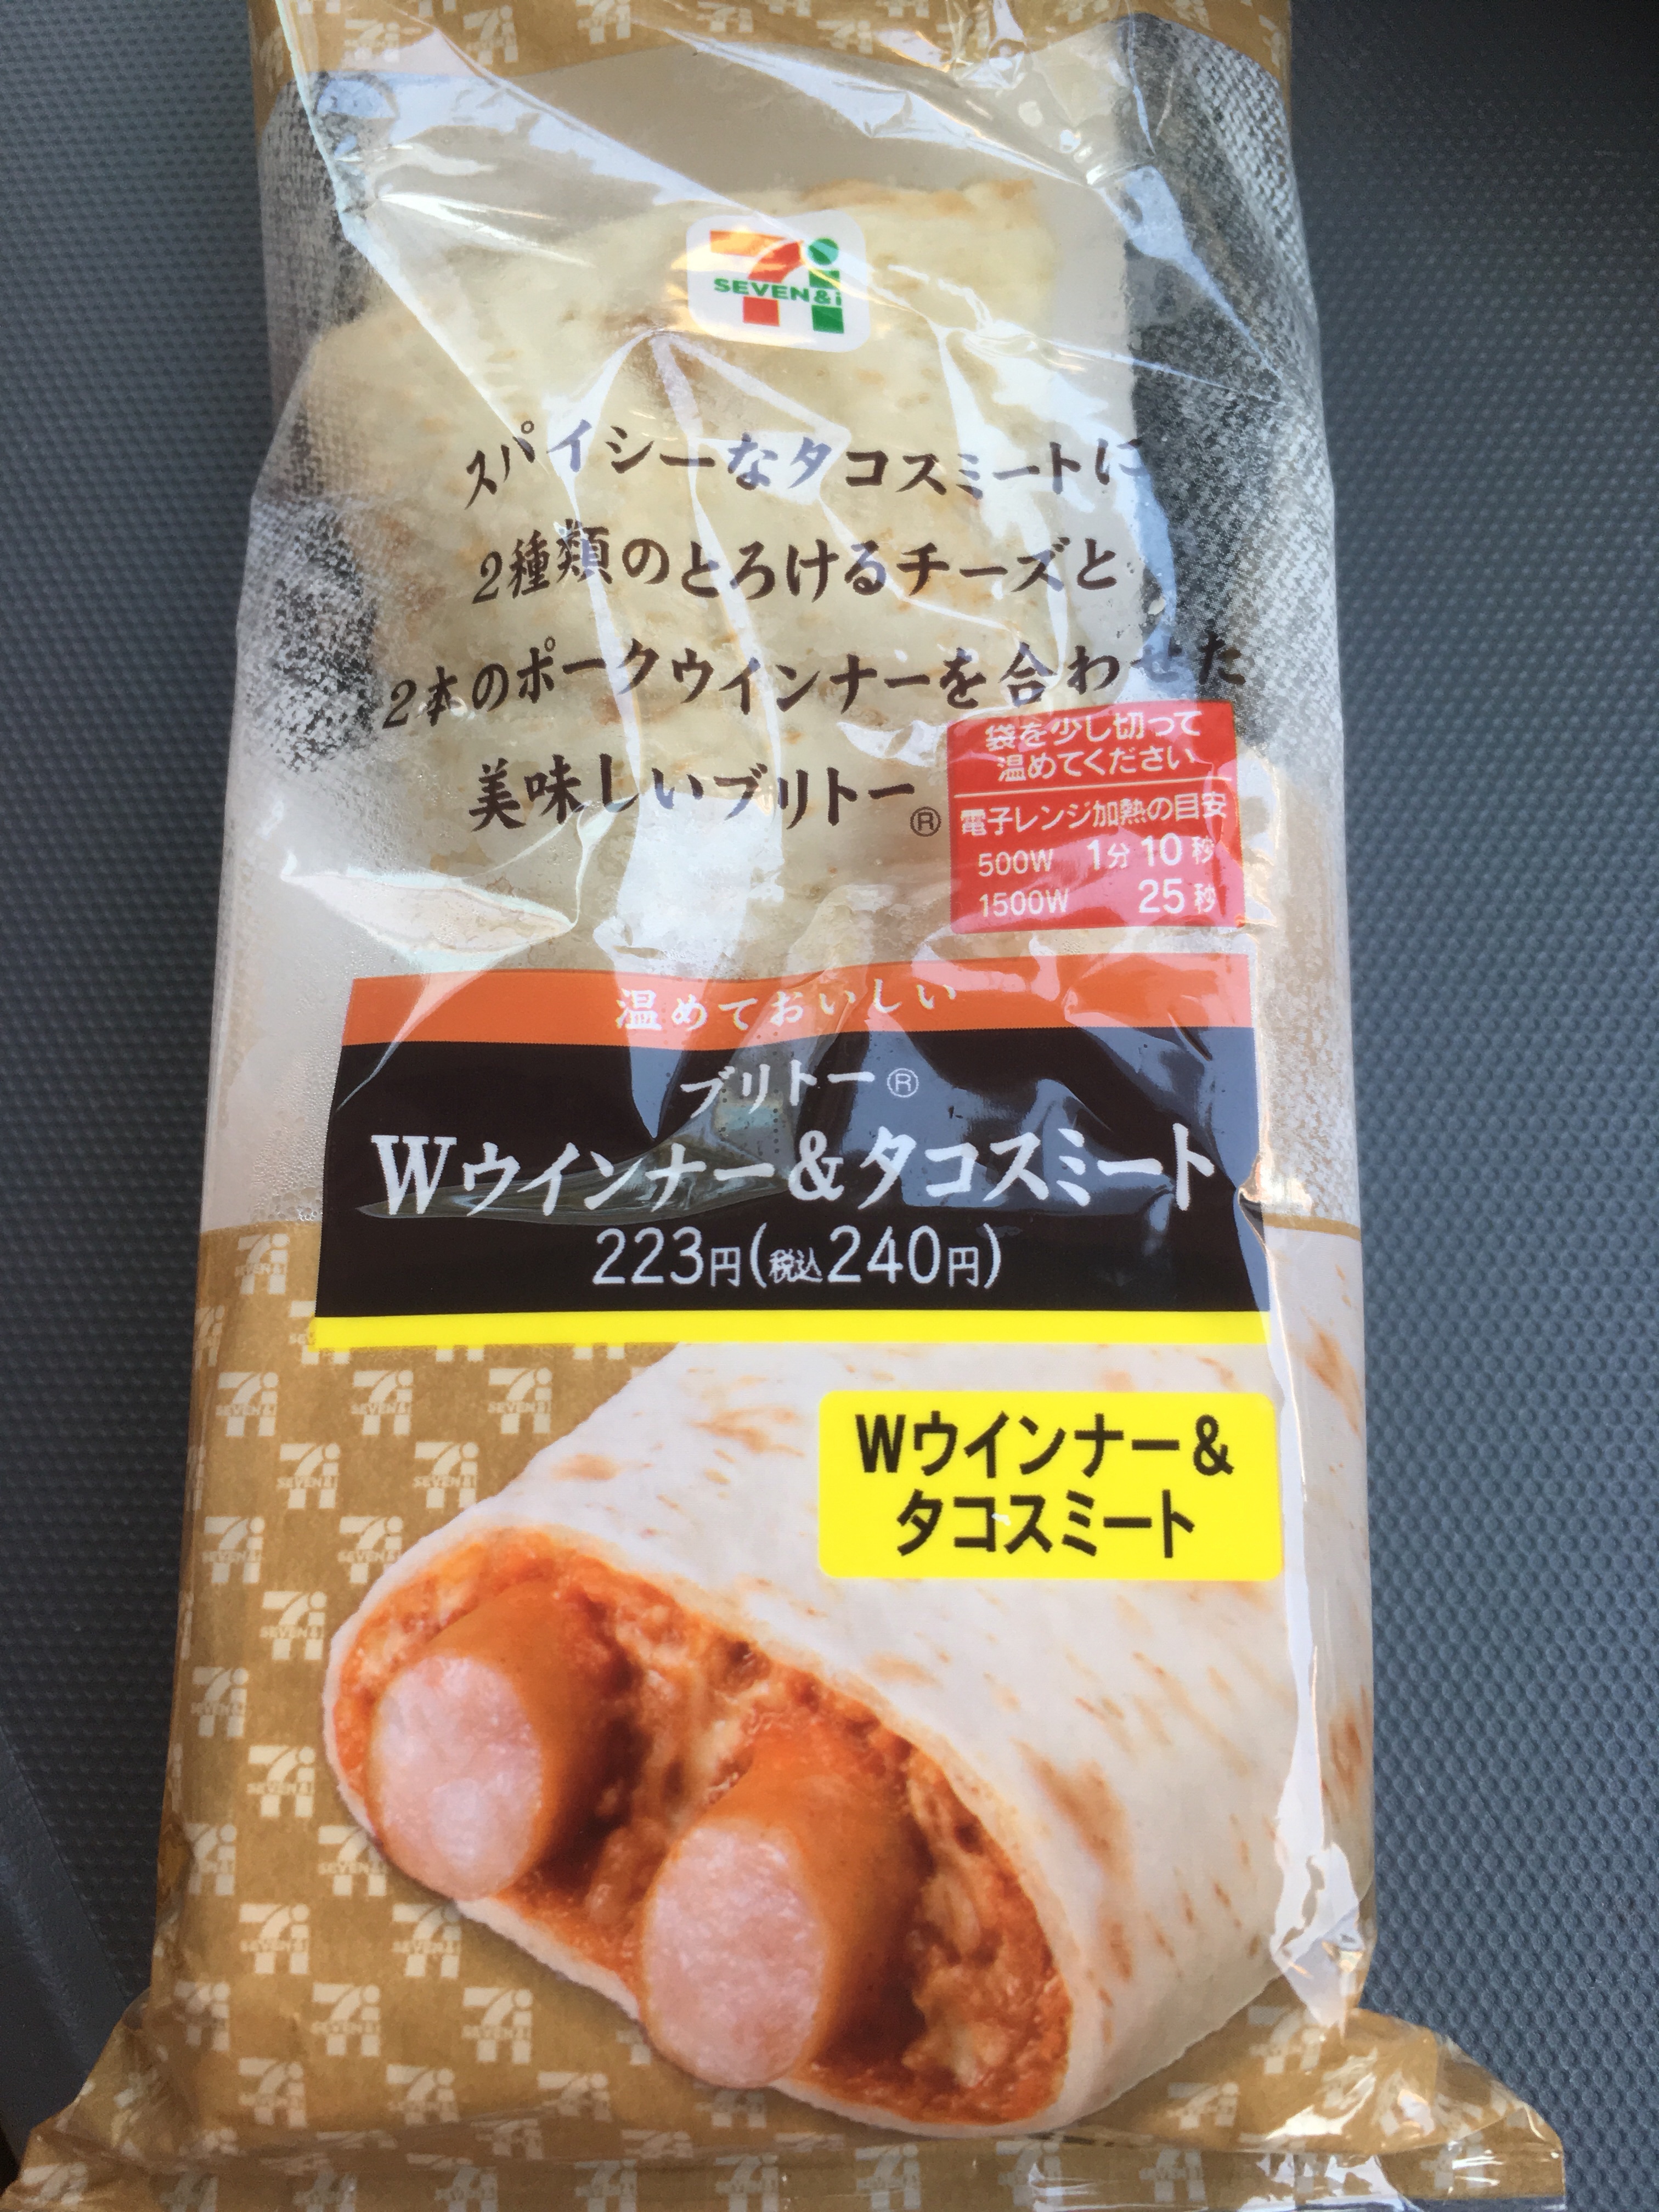 SEVEN&i
スパイシーなタコスミートに
2種類のとろけるチーズと
2本のポークウインナーを合わせた
美味しいブリトー®
袋を少し切って
温めてください
電子レンジ加熱の目安
500W 1分10秒
1500W 25秒
温めておいしい
ブリトー®
Wウインナー&タコスミート
223円(税込240円)
Wウインナー&
タコスミート